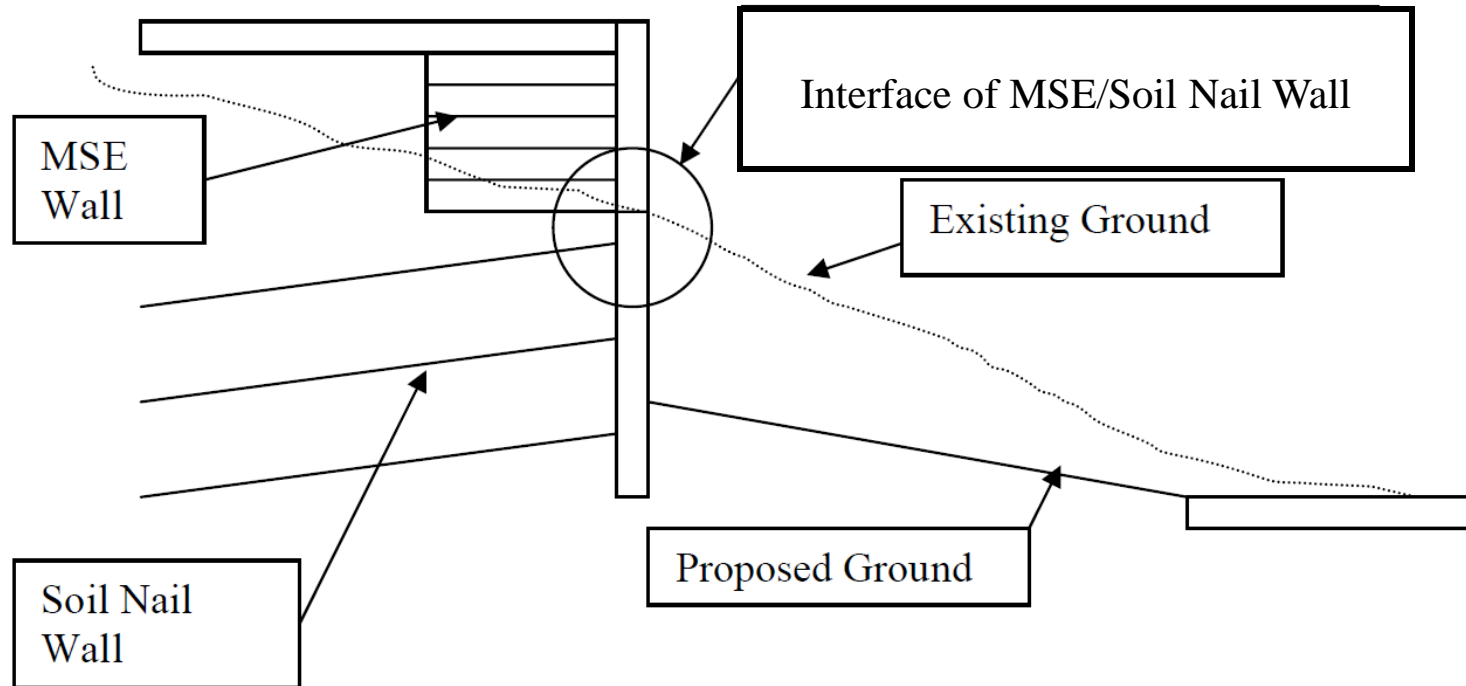 Interface of MSE/Soil Nail Wall
MSE
Wall
Existing Ground
Proposed Ground
Soil Nail
Wall